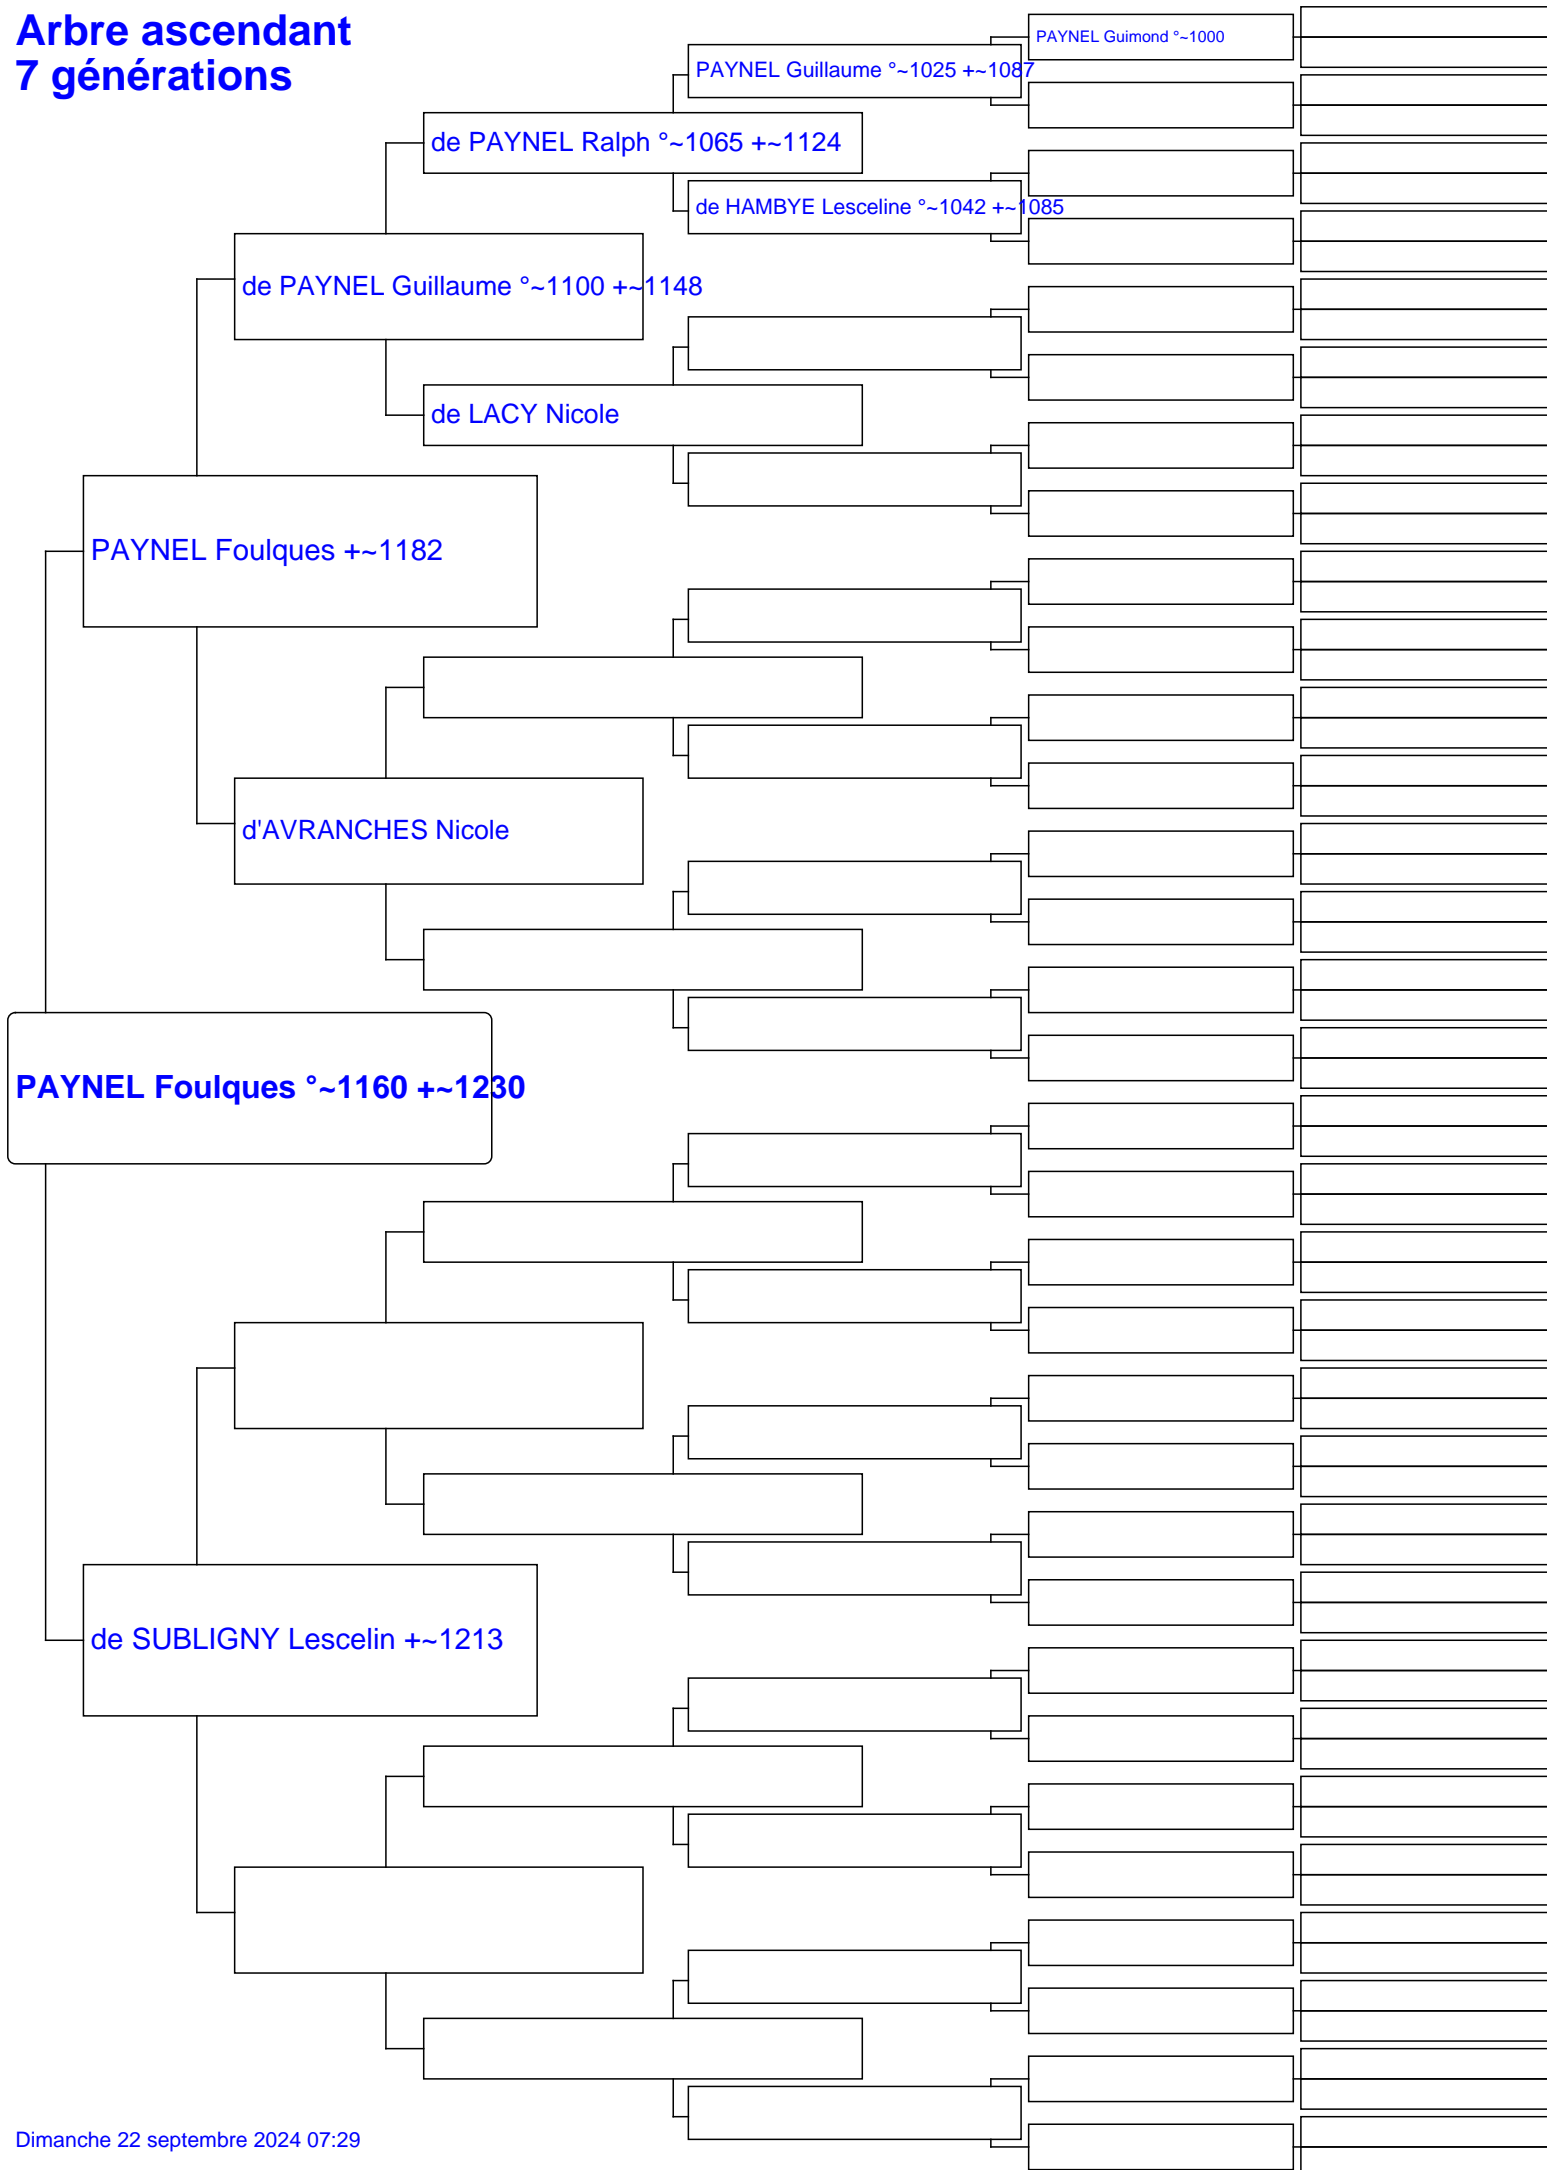 Arbre ascendant
7 générations
PAYNEL Guimond °~1000
PAYNEL Guillaume °~1025 +~1087
de PAYNEL Ralph °~1065 +~1124
de HAMBYE Lesceline °~1042 +~1085
de PAYNEL Guillaume °~1100 +~1148
de LACY Nicole
PAYNEL Foulques +~1182
d'AVRANCHES Nicole
PAYNEL Foulques °~1160 +~1230
de SUBLIGNY Lescelin +~1213
Dimanche 22 septembre 2024 07:29